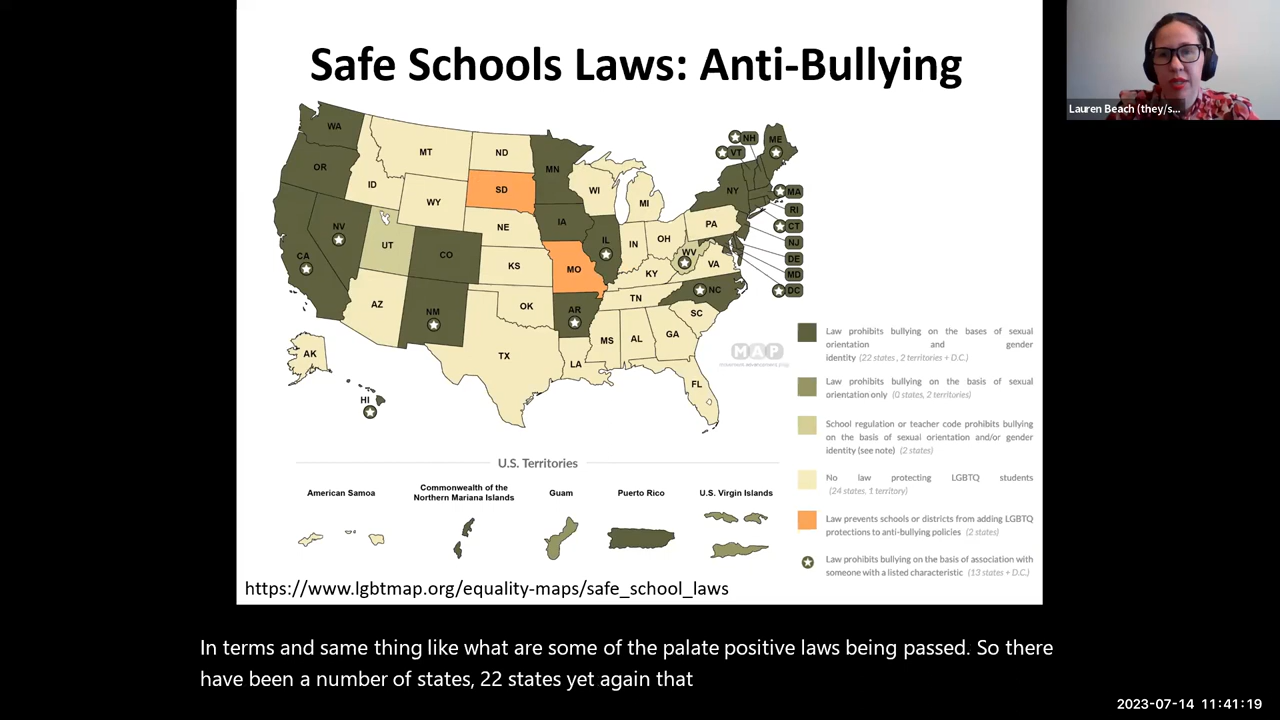 Safe Schools Laws: Anti-Bullying
Lauren Beach (they/s...
WA
OR
CA
NV
ID
MT
WY
UT
AZ
CO
NM
ND
SD
NE
KS
OK
TX
MN
IA
MO
AR
LA
WI
IL
MI
IN
OH
KY
TN
MS
AL
GA
FL
SC
NC
VA
WV
PA
NY
NH
VT
ME
MA
RI
CT
NJ
DE
MD
DC
AK
HI
MAP
Law prohibits bullying on the bases of sexual
orientation and gender
identity (22 states , 2 territories + D.C.)
Law prohibits bullying on the basis of sexual
orientation only (0 states, 2 territories)
School regulation or teacher code prohibits bullying
on the basis of sexual orientation and/or gender
identity (see note) (2 states)
No law protecting LGBTQ students
(24 states, 1 territory)
Law prevents schools or districts from adding LGBTQ
protections to anti-bullying policies (2 states)
Law prohibits bullying on the basis of association with
someone with a listed characteristic (13 states + D.C.)
U.S. Territories
American Samoa
Commonwealth of the
Northern Mariana Islands
Guam
Puerto Rico
U.S. Virgin Islands
https://www.lgbtmap.org/equality-maps/safe_school_laws
In terms and same thing like what are some of the palate positive laws being passed. So there
have been a number of states, 22 states yet again that
2023-07-14 11:41:19